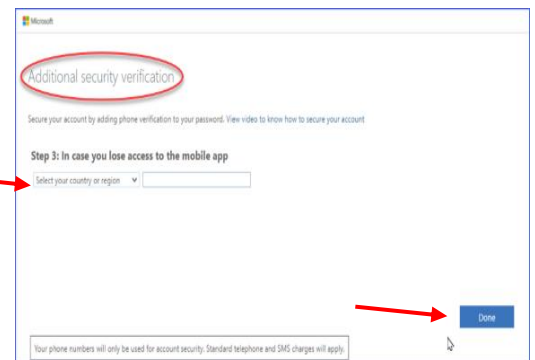 Microsoft
Additional security verification
Secure your account by adding phone verification to your password. View video to know how to secure your account
Step 3: In case you lose access to the mobile app
Select your country or region
Done
Your phone numbers will only be used for account security. Standard telephone and SMS charges will apply.